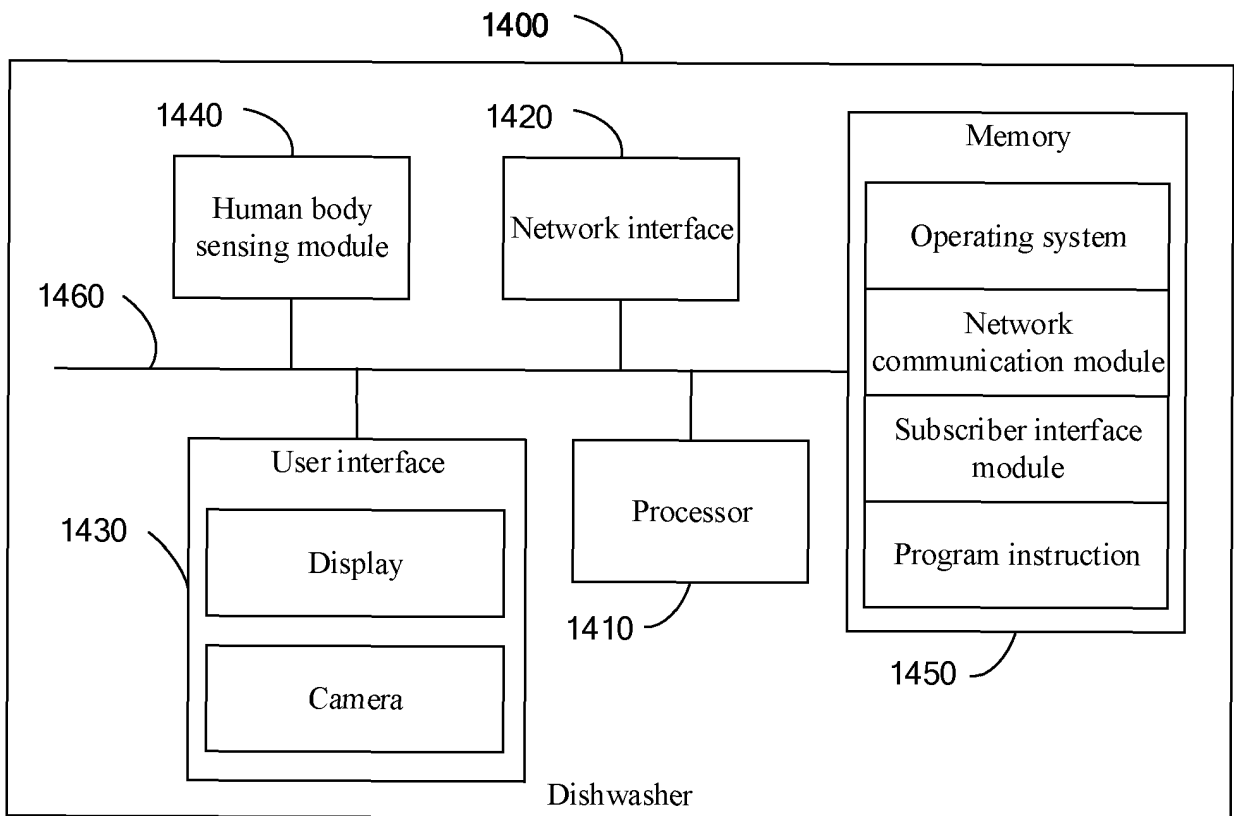 1400
1440
1420
Memory
Human body
sensing module
Network interface
Operating system
1460
Network
communication module
User interface
Subscriber interface
module
1430
Display
Processor
Program instruction
1410
1450
Camera
Dishwasher